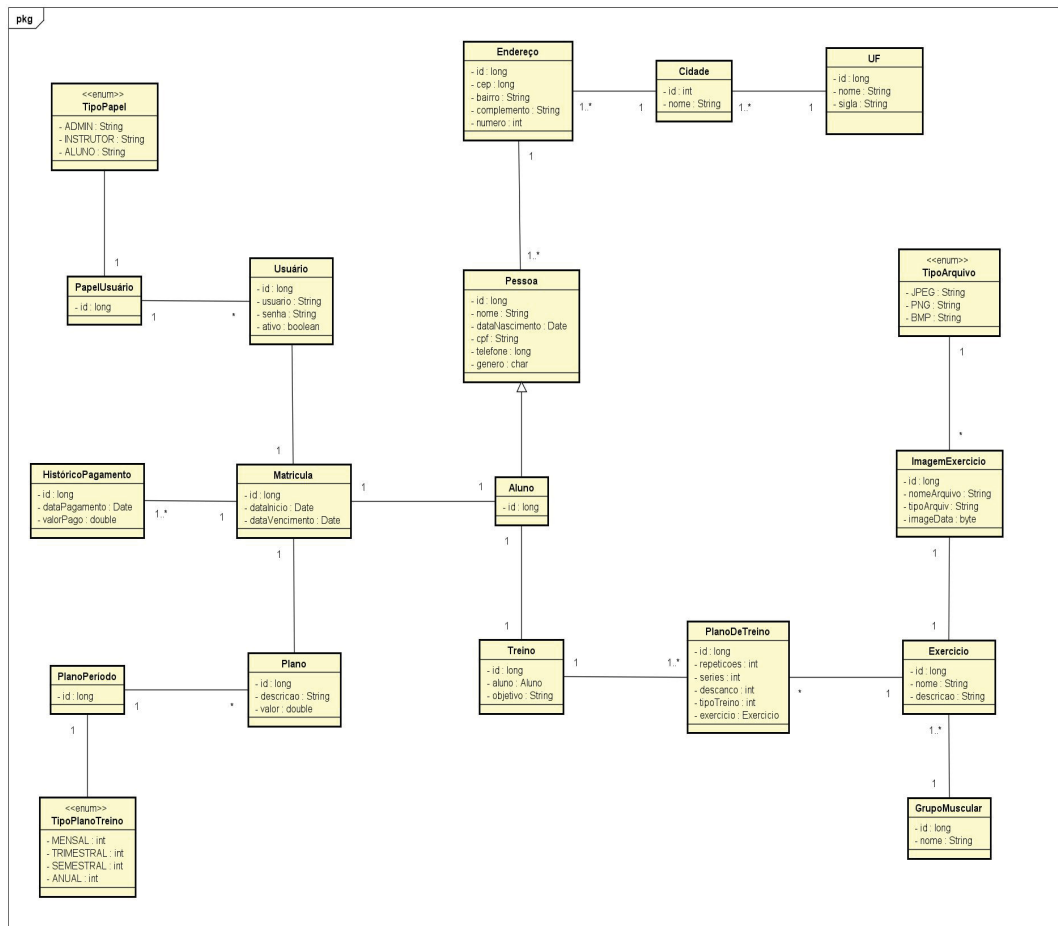 pkg
Endereço
- id : long
- cep : long
- bairro : String
- complemento : String
- numero : int
1..*
1
Cidade
- id : int
- nome : String
1..*
1
UF
- id : long
- nome : String
- sigla : String
<<enum>>
TipoPapel
- ADMIN : String
- INSTRUTOR : String
- ALUNO : String
1
1
1..*
PapelUsuário
- id : long
1
*
Usuário
- id : long
- usuario : String
- senha : String
- ativo : boolean
1
Pessoa
- id : long
- nome : String
- dataNascimento : Date
- cpf : String
- telefone : long
- genero : char
<<enum>>
TipoArquivo
- JPEG : String
- PNG : String
- BMP : String
1
*
HistóricoPagamento
- id : long
- dataPagamento : Date
- valorPago : double
1..*
1
Matricula
- id : long
- dataInicio : Date
- dataVencimento : Date
1
1
1
Aluno
- id : long
1
1
ImagemExercicio
- id : long
- nomeArquivo : String
- tipoArquiv : String
- imageData : byte
1
1
PlanoPeríodo
- id : long
1
*
1
Plano
- id : long
- descricao : String
- valor : double
Treino
- id : long
- aluno : Aluno
- objetivo : String
1
1..*
PlanoDeTreino
- id : long
- repeticoes : int
- series : int
- descanco : int
- tipoTreino : int
- exercicio : Exercicio
*
1
Exercicio
- id : long
- nome : String
- descricao : String
1..*
1
<<enum>>
TipoPlanoTreino
- MENSAL : int
- TRIMESTRAL : int
- SEMESTRAL : int
- ANUAL : int
GrupoMuscular
- id : long
- nome : String